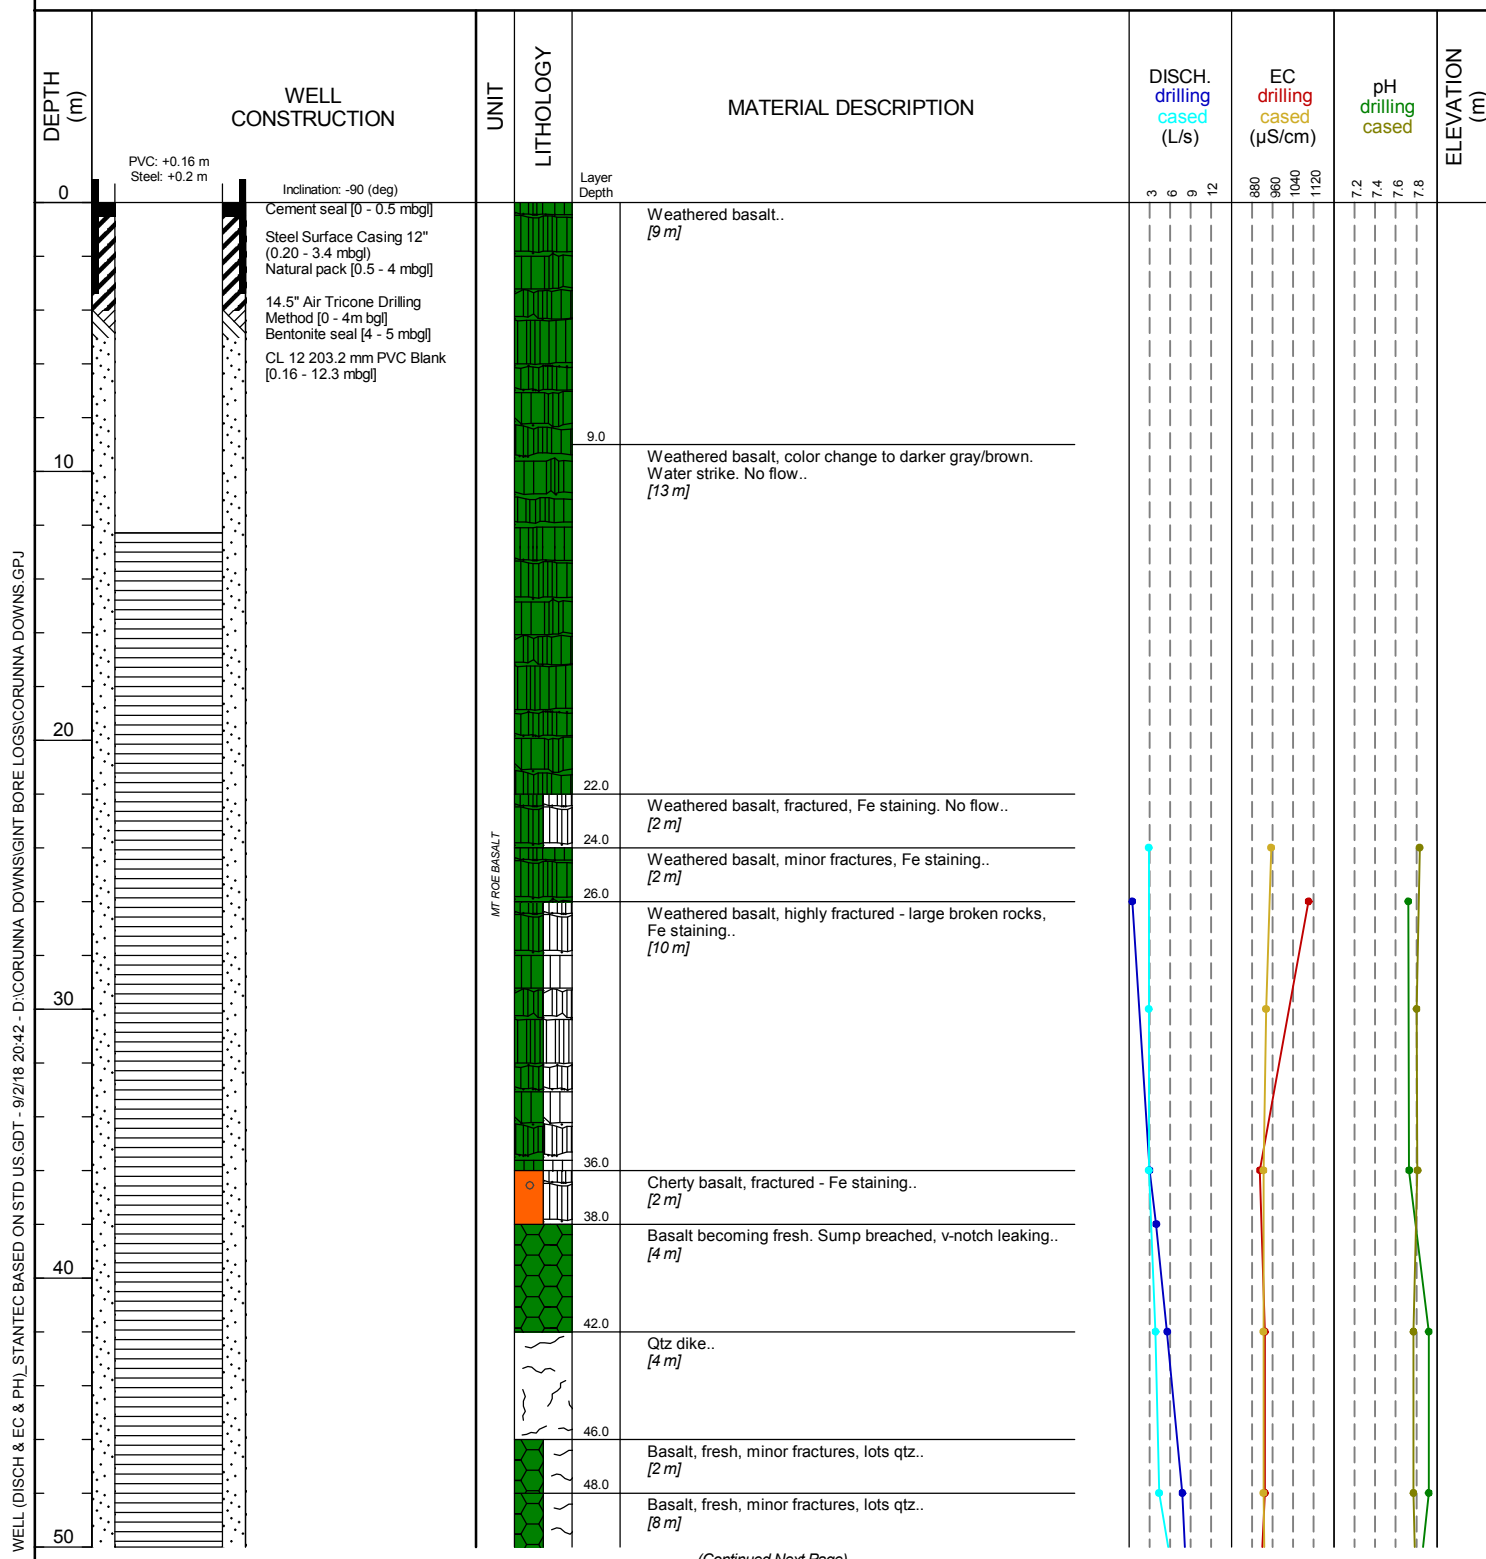 DEPTH
(m)
WELL
CONSTRUCTION
UNIT
LITHOLOGY
MATERIAL DESCRIPTION
DISCH.
drilling
cased
(L/s)
EC
drilling
cased
(µS/cm)
pH
drilling
cased
ELEVATION
(m)
PVC: +0.16 m
Steel: +0.2 m
Inclination: -90 (deg)
Layer
Depth
3 6 9 12
880 960 1040 1120
7.2 7.4 7.6 7.8
0
Cement seal [0 - 0.5 mbgl]
Steel Surface Casing 12"
(0.20 - 3.4 mbgl)
Natural pack [0.5 - 4 mbgl]
14.5" Air Tricone Drilling
Method [0 - 4m bgl]
Bentonite seal [4 - 5 mbgl]
CL 12 203.2 mm PVC Blank
[0.16 - 12.3 mbgl]
Weathered basalt..
[9 m]
9.0
Weathered basalt, color change to darker gray/brown.
Water strike. No flow..
[13 m]
10
20
22.0
Weathered basalt, fractured, Fe staining. No flow..
[2 m]
24.0
Weathered basalt, minor fractures, Fe staining..
[2 m]
MT ROE BASALT
26.0
Weathered basalt, highly fractured - large broken rocks,
Fe staining..
[10 m]
30
36.0
Cherty basalt, fractured - Fe staining..
[2 m]
38.0
Basalt becoming fresh. Sump breached, v-notch leaking..
[4 m]
40
42.0
Qtz dike..
[4 m]
46.0
Basalt, fresh, minor fractures, lots qtz..
[2 m]
48.0
Basalt, fresh, minor fractures, lots qtz..
[8 m]
50
(Continued Next Page)
WELL (DISCH & EC & PH)_STANTEC BASED ON STD US.GDT - 9/2/18 20:42 - D:\CORUNNA DOWNS\GINT BORE LOGS\CORUNNA DOWNS.GPJ